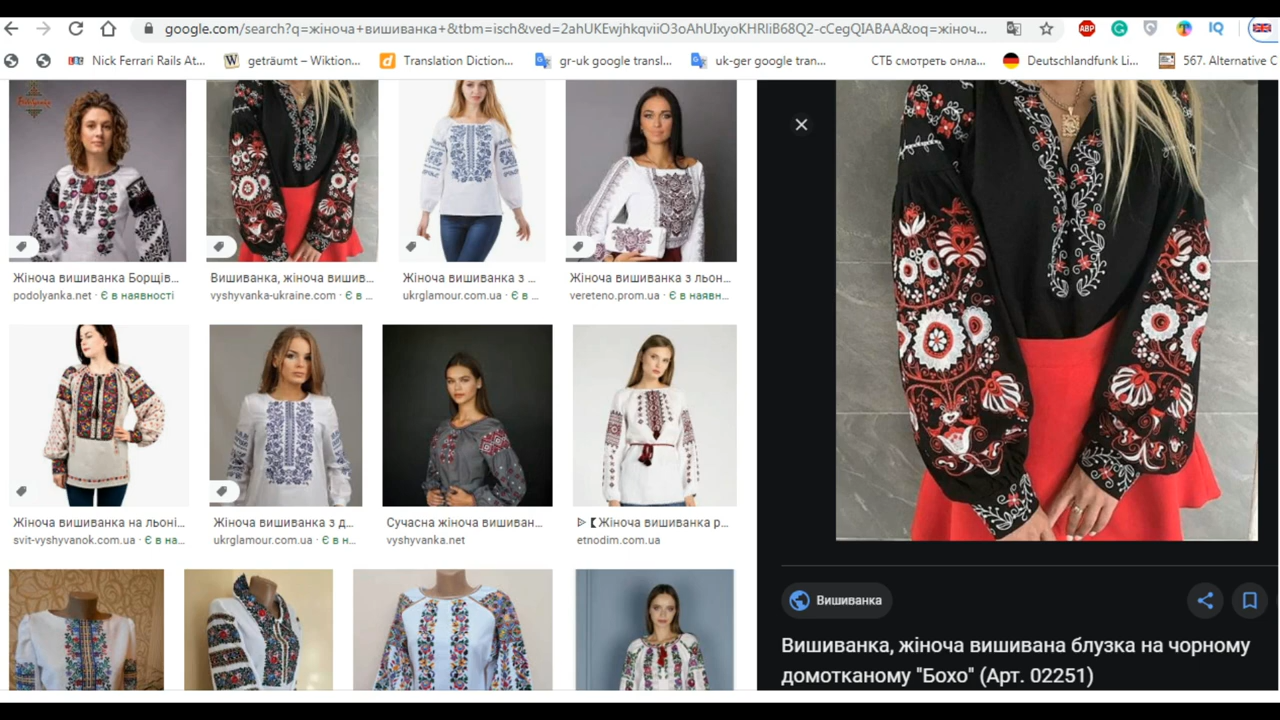 google.com/search?q=жіноча+вишиванка+&tbm=isch&ved=2ahUKEwjhkqviiO3oAhUIxyoKHRIiB68Q2-cCegQIABAA&oq=жіноч...
ABP
IQ
LBC Nick Ferrari Rails At...
W geträumt – Wiktion...
d Translation Diction...
gr-uk google transl...
uk-ger google tran...
СТБ смотреть онла...
Deutschlandfunk Li...
567. Alternative C
Жіноча вишиванка Борщів...
podolyanka.net · Є в наявності
Вишиванка, жіноча вишив...
vyshyvanka-ukraine.com · Є в ...
Жіноча вишиванка з ...
ukrglamour.com.ua · Є в ...
Жіноча вишиванка з льон...
vereteno.prom.ua · Є в наявн...
Жіноча вишиванка на льоні...
svit-vyshyvanok.com.ua · Є в на...
Жіноча вишиванка з д...
ukrglamour.com.ua · Є в н...
Сучасна жіноча вишиван...
vyshyvanka.net
ᐉ【Жіноча вишиванка р...
etnodim.com.ua
Вишиванка
Вишиванка, жіноча вишивана блузка на чорному
домотканому "Бохо" (Арт. 02251)